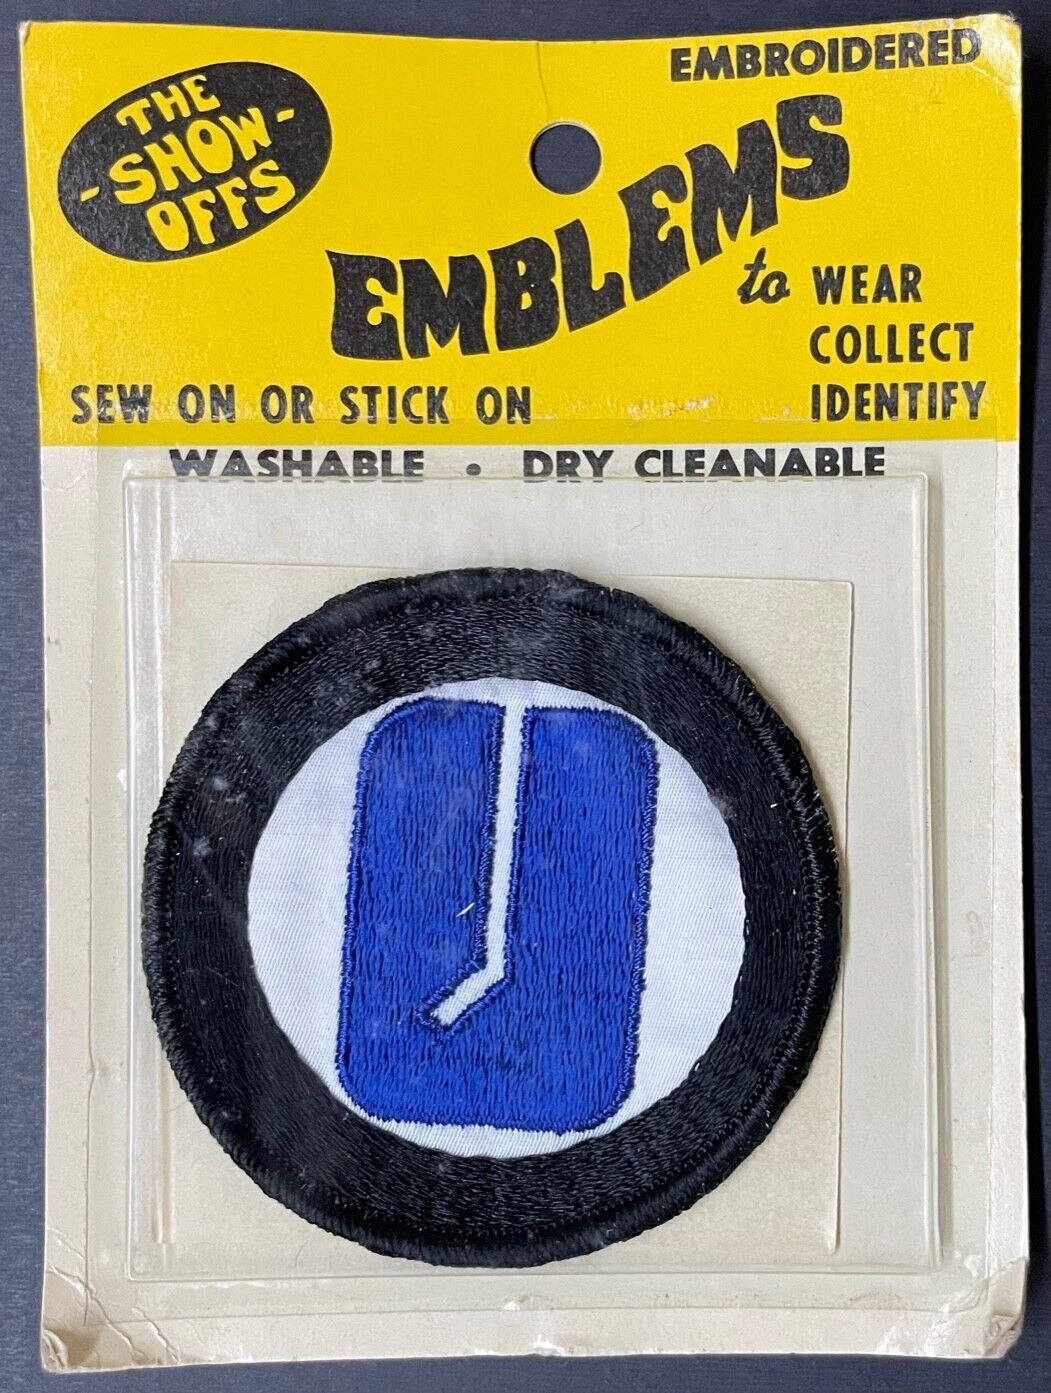 THE
-SHOW-
OFFS
EMBROIDERED
EMBLEMS
to WEAR
COLLECT
IDENTIFY
SEW ON OR STICK ON
WASHABLE • DRY CLEANABLE